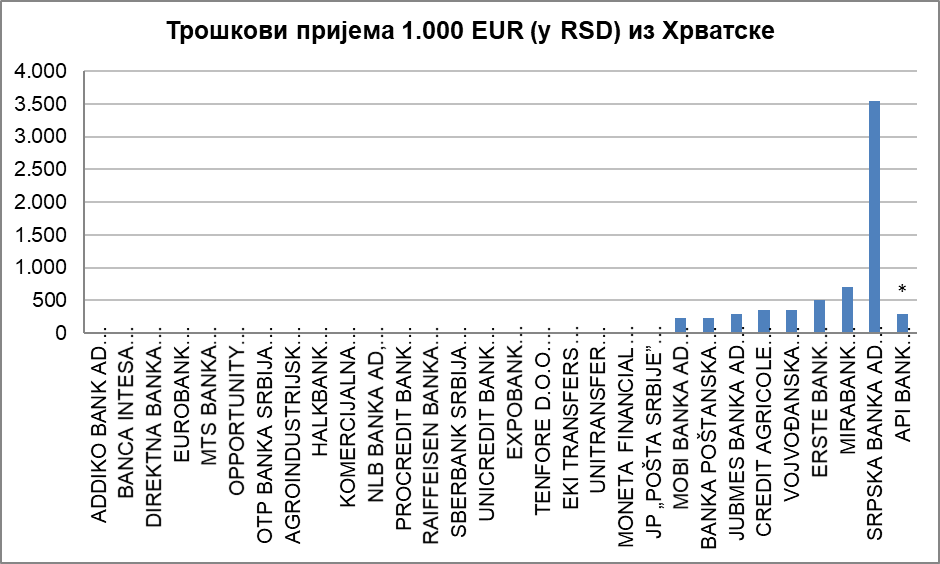 Трошкови пријема 1.000 EUR (у RSD) из Хрватске
4.000
3.500
3.000
2.500
2.000
1.500
1.000
500
0
*
ADDIKO BANK AD…
BANCA INTESA…
DIREKTNA BANKA…
EUROBANK…
MTS BANKA…
OPPORTUNITY…
OTP BANKA SRBIJA…
AGROINDUSTRIJSK…
HALKBANK…
KOMERCIJALNA…
NLB BANKA AD,…
PROCREDIT BANK…
RAIFFEISEN BANKA…
SBERBANK SRBIJA…
UNICREDIT BANK…
EXPOBANK…
TENFORE D.O.O.…
EKI TRANSFERS…
UNITRANSFER…
MONETA FINANCIAL…
JP „POŠTA SRBIJE”…
MOBI BANKA AD…
BANKA POŠTANSKA…
JUBMES BANKA AD…
CREDIT AGRICOLE…
VOJVOĐANSKA…
ERSTE BANK…
MIRABANK…
SRPSKA BANKA AD…
API BANK…